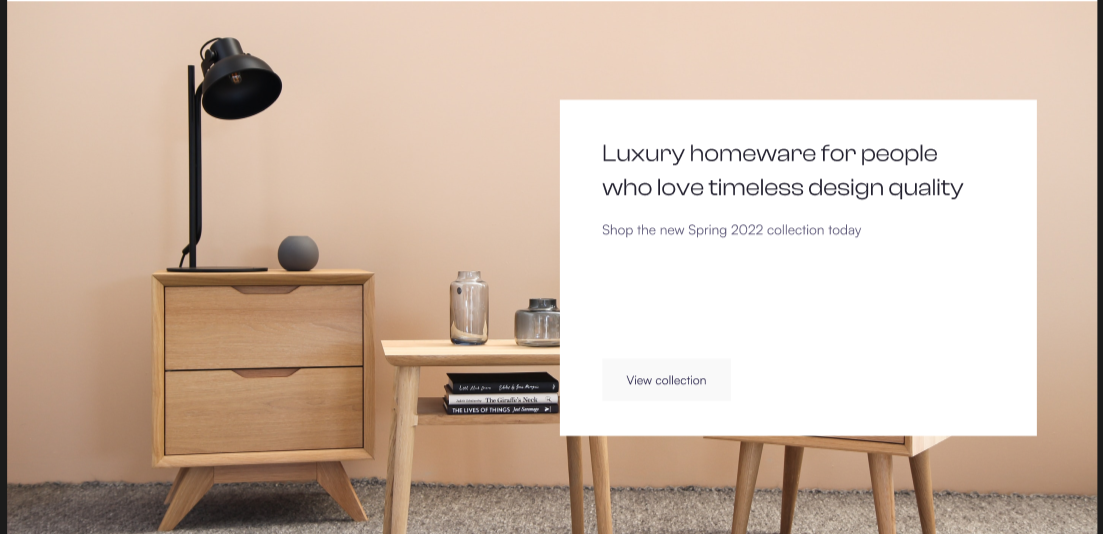 Luxury homeware for people
who love timeless design quality
Shop the new Spring 2022 collection today
View collection
The Giraffe's Neck
THE LIVES OF THINGS